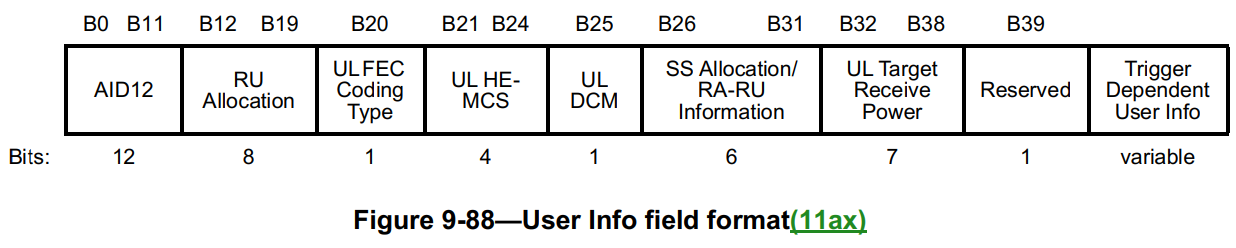 B0 B11 B12 B19 B20 B21 B24 B25 B26 B31 B32 B38 B39
AID12
RU
Allocation
UL FEC
Coding
Type
UL HE-
MCS
UL
DCM
SS Allocation/
RA-RU
Information
UL Target
Receive
Power
Reserved
Trigger
Dependent
User Info
Bits: 12 8 1 4 1 6 7 1 variable
Figure 9-88—User Info field format(11ax)